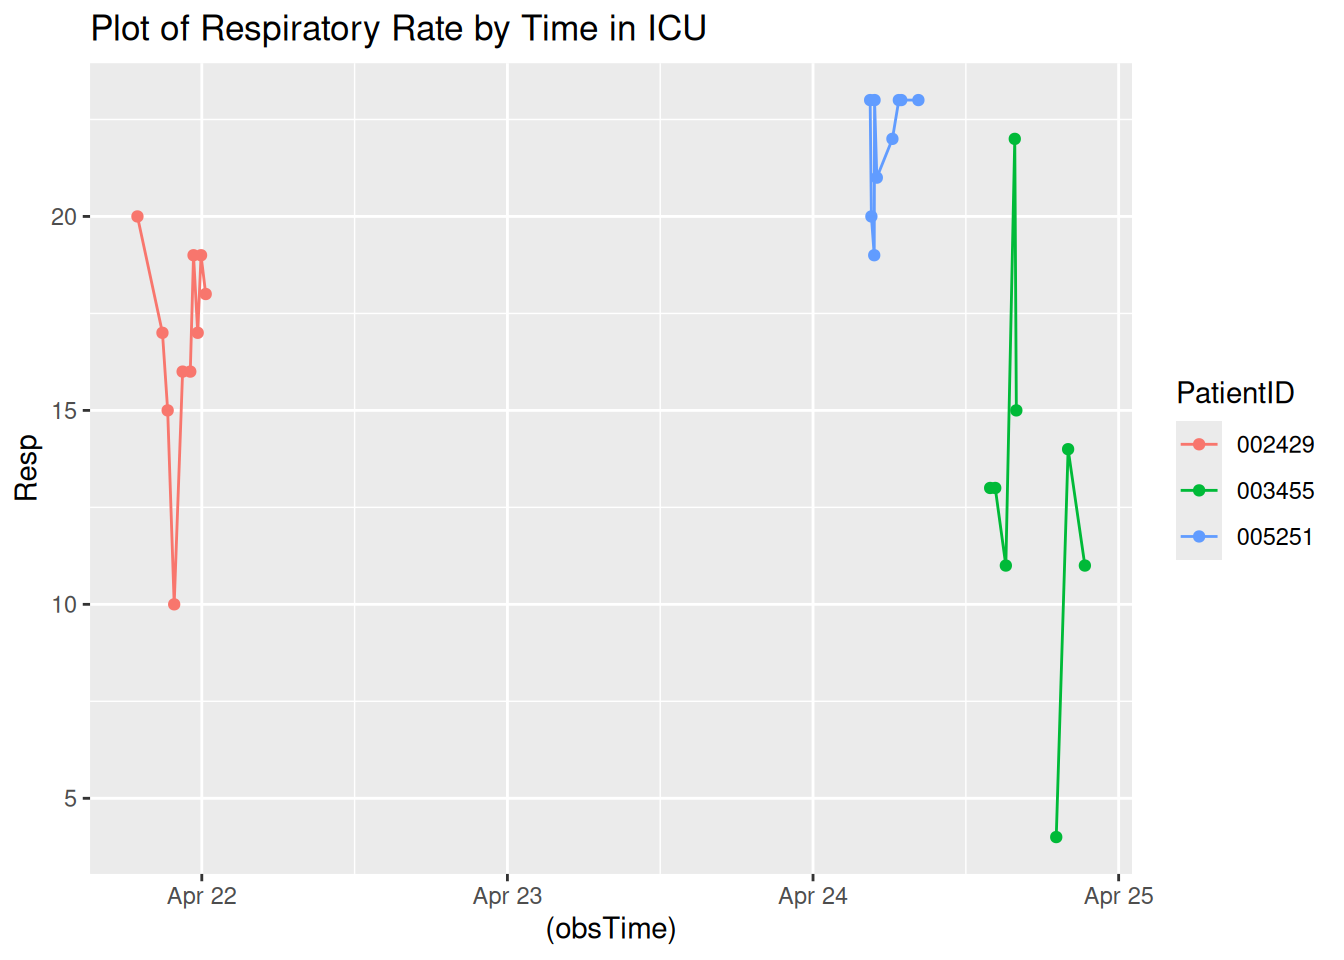 Plot of Respiratory Rate by Time in ICU
Resp
20
15
10
5
Apr 22
Apr 23
Apr 24
Apr 25
(obsTime)
PatientID
002429
003455
005251